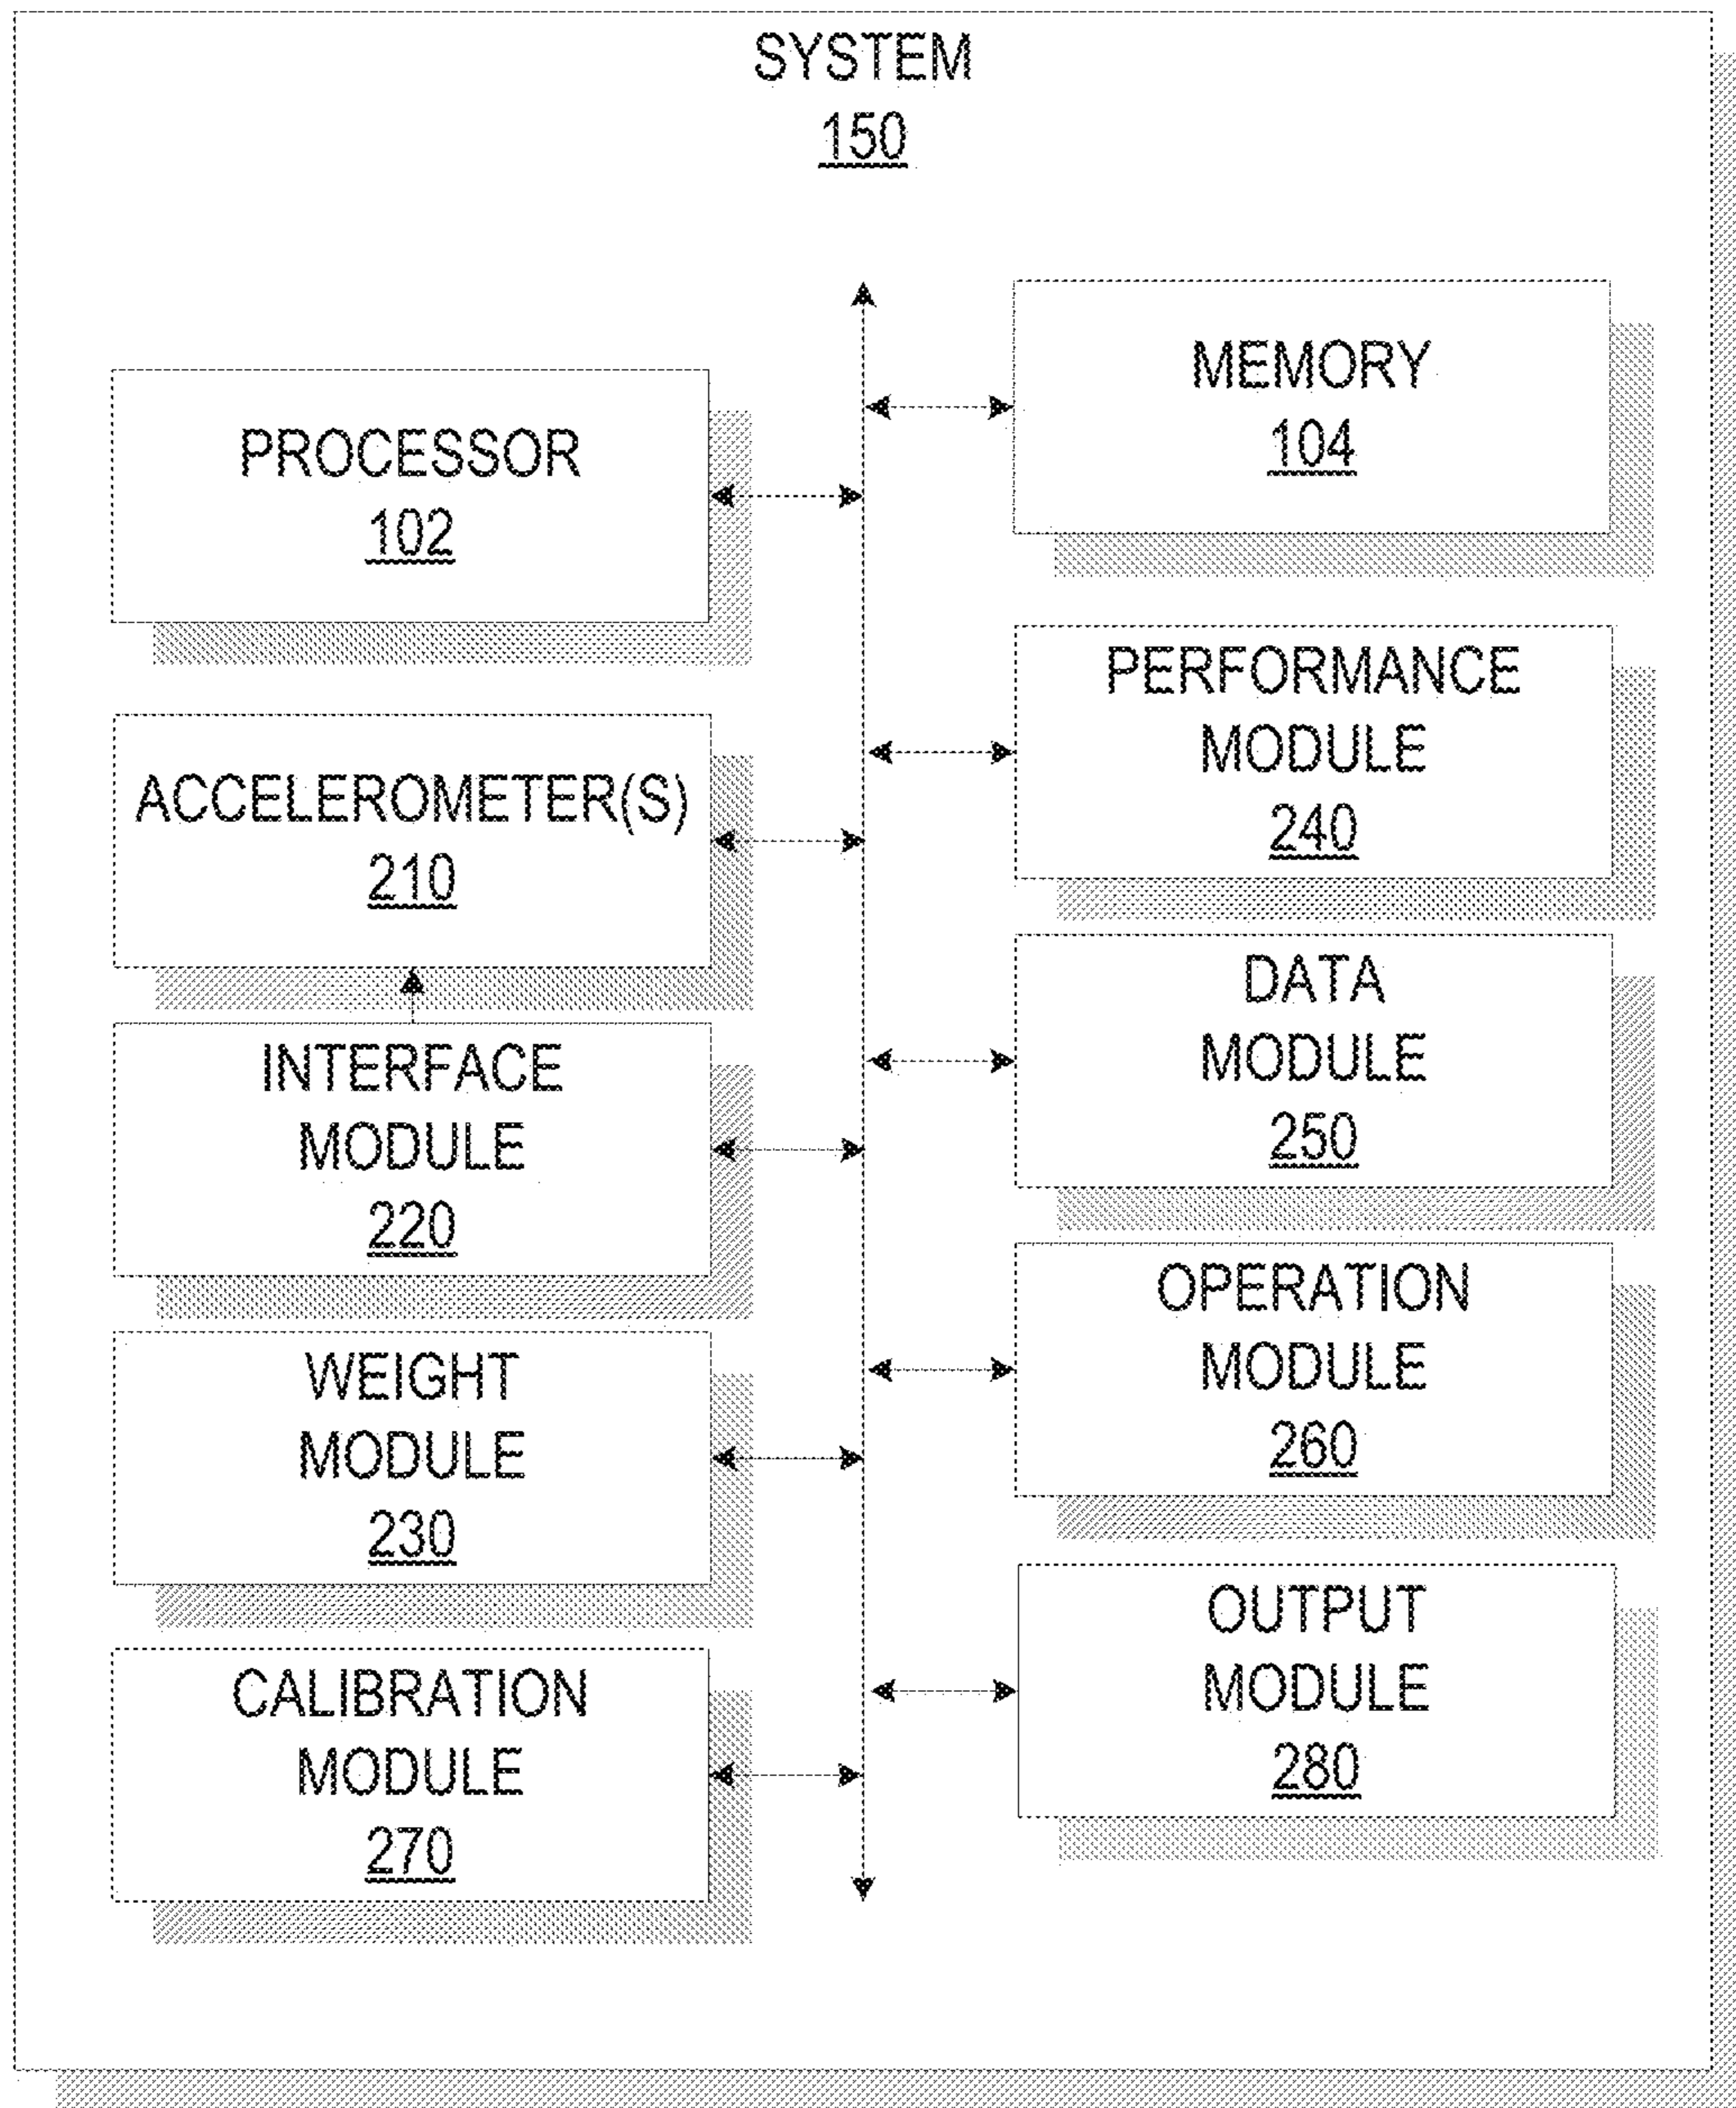 SYSTEM
150
PROCESSOR
102
ACCELEROMETER(S)
210
INTERFACE
MODULE
220
WEIGHT
MODULE
230
CALIBRATION
MODULE
270
MEMORY
104
PERFORMANCE
MODULE
240
DATA
MODULE
250
OPERATION
MODULE
260
OUTPUT
MODULE
280